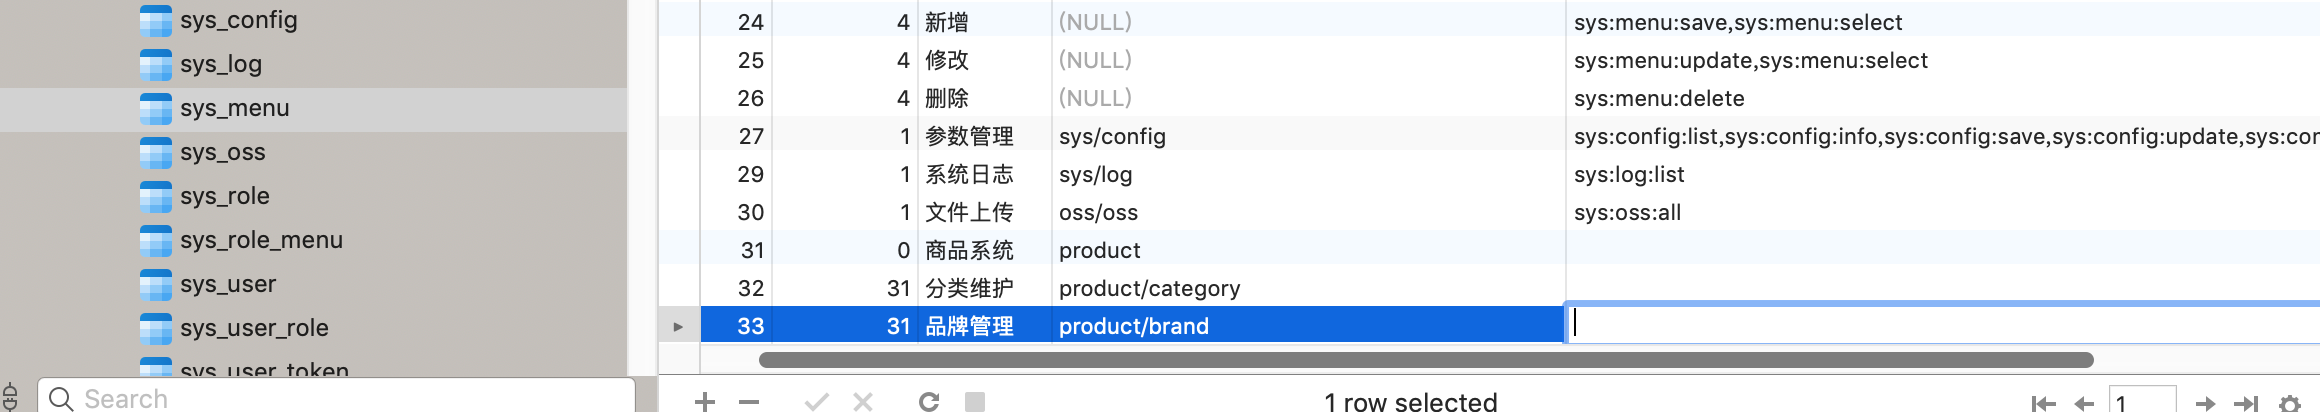 sys_config
sys_log
sys_menu
sys_oss
sys_role
sys_role_menu
sys_user
sys_user_role
sys_user_token
Search
24 4 新增 (NULL) sys:menu:save,sys:menu:select
25 4 修改 (NULL) sys:menu:update,sys:menu:select
26 4 删除 (NULL) sys:menu:delete
27 1 参数管理 sys/config sys:config:list,sys:config:info,sys:config:save,sys:config:update,sys:cor
29 1 系统日志 sys/log sys:log:list
30 1 文件上传 oss/oss sys:oss:all
31 0 商品系统 product
32 31 分类维护 product/category
33 31 品牌管理 product/brand
1 row selected
1